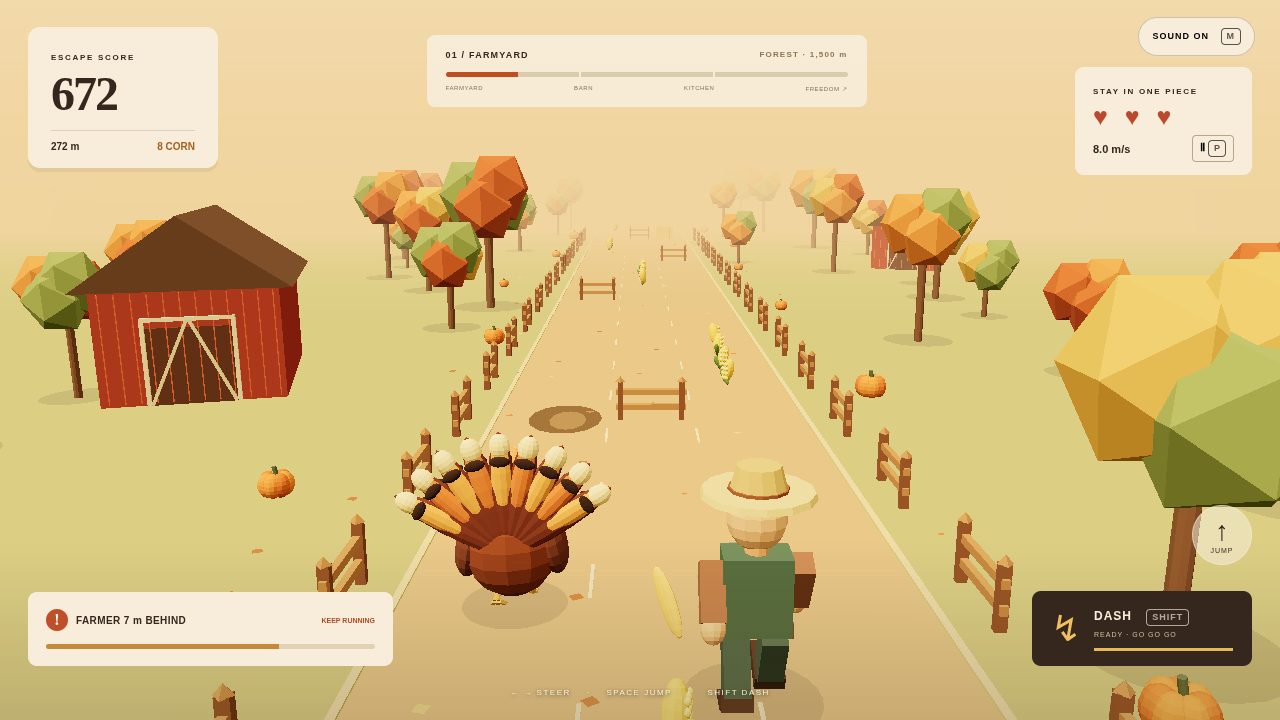 ESCAPE SCORE
672
272 m 8 CORN
01 / FARMYARD FOREST · 1,500 m
FARMYARD BARN KITCHEN FREEDOM ↗
SOUND ON M
STAY IN ONE PIECE
♥ ♥ ♥
8.0 m/s II P
↑
JUMP
! FARMER 7 m BEHIND KEEP RUNNING
DASH SHIFT
READY · GO GO GO
← → STEER · SPACE JUMP · SHIFT DASH